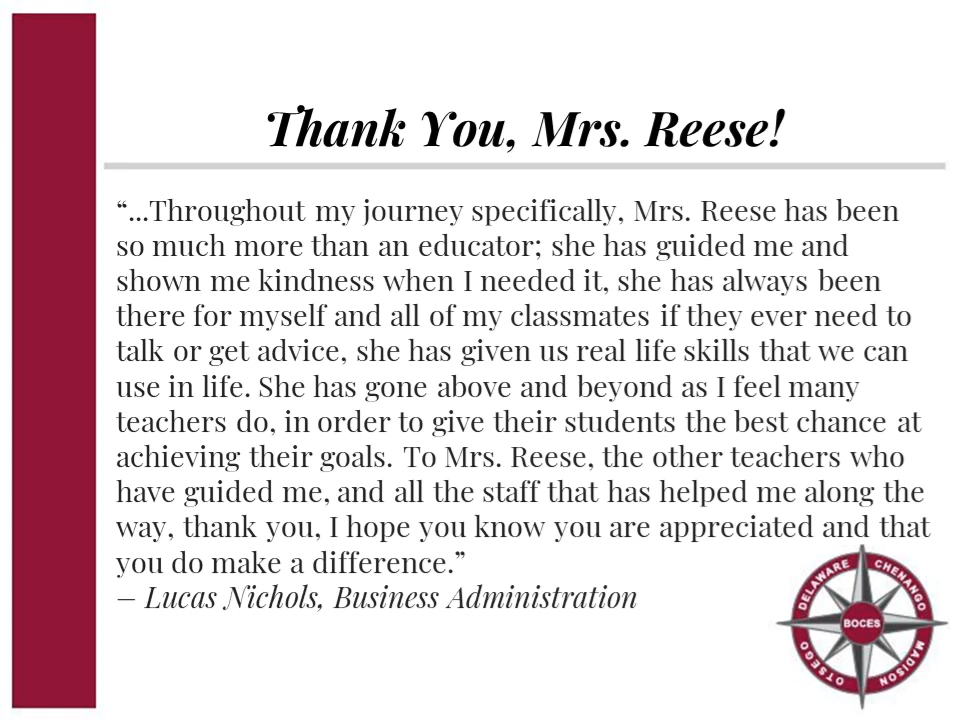 Thank You, Mrs. Reese!
“...Throughout my journey specifically, Mrs. Reese has been
so much more than an educator; she has guided me and
shown me kindness when I needed it, she has always been
there for myself and all of my classmates if they ever need to
talk or get advice, she has given us real life skills that we can
use in life. She has gone above and beyond as I feel many
teachers do, in order to give their students the best chance at
achieving their goals. To Mrs. Reese, the other teachers who
have guided me, and all the staff that has helped me along the
way, thank you, I hope you know you are appreciated and that
you do make a difference.”
– Lucas Nichols, Business Administration
DELAWARE
CHENANGO
BOCES
MADISON
OTSEGO